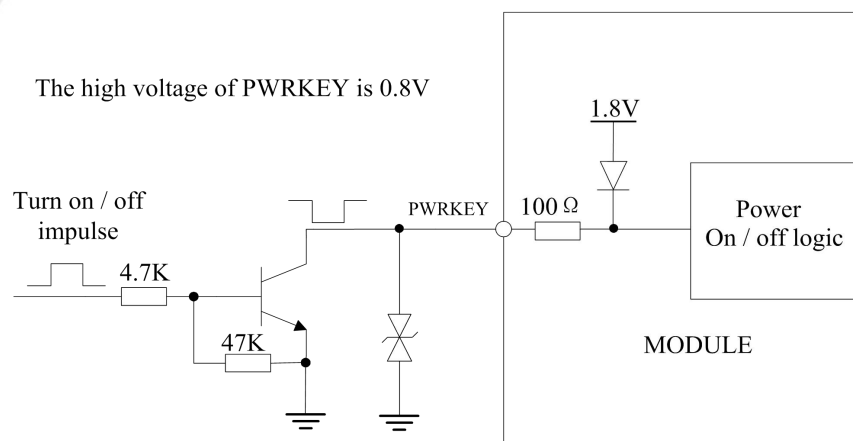 The high voltage of PWRKEY is 0.8V
1.8V
Turn on / off
impulse
PWRKEY
100 Ω
Power
On / off logic
4.7K
47K
MODULE